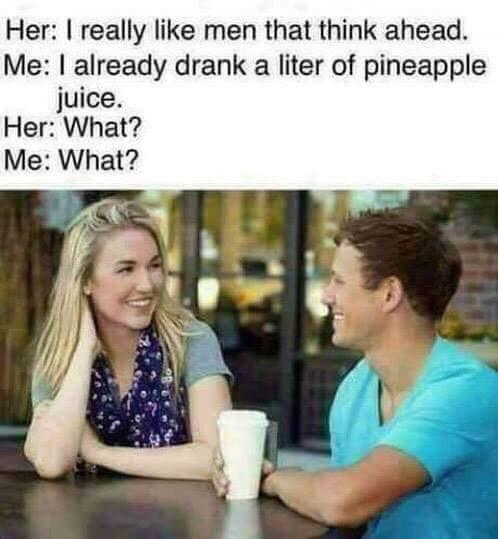 Her: I really like men that think ahead.
Me: I already drank a liter of pineapple
juice.
Her: What?
Me: What?